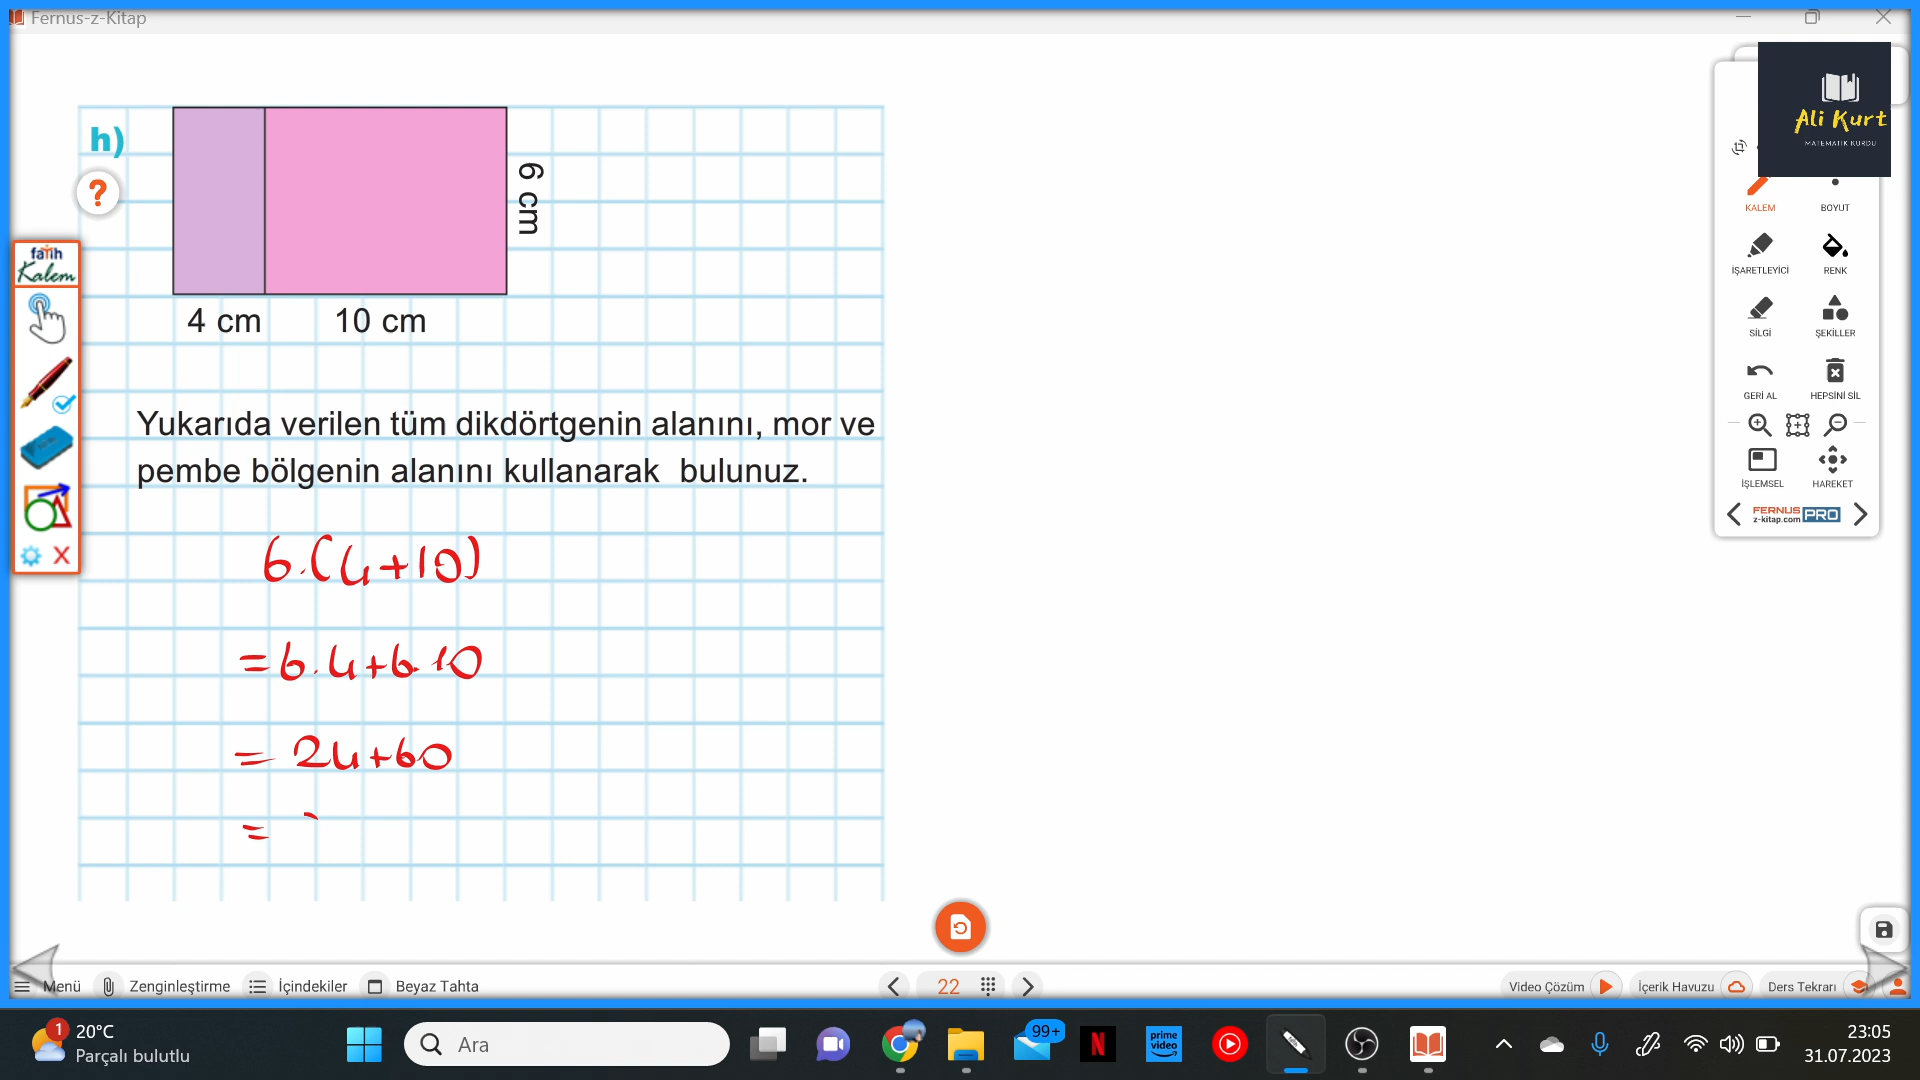 Fernus-z-Kitap
Ali Kurt
MATEMATİK KURDU
h)
?
6 cm
4 cm
10 cm
fatih
Kalem
Yukarıda verilen tüm dikdörtgenin alanını, mor ve
pembe bölgenin alanını kullanarak bulunuz.
6.(4+10)
=6.4+6.10
= 24+60
=
KALEM
BOYUT
İŞARETLEYİCİ
RENK
SİLGİ
ŞEKİLLER
GERİ AL
HEPSİNİ SİL
İŞLEMSEL
HAREKET
FERNUS
z-kitap.com
PRO
Menü
Zenginleştirme
İçindekiler
Beyaz Tahta
22
Video Çözüm
İçerik Havuzu
Ders Tekrarı
1
20°C
Parçalı bulutlu
Ara
99+
N
prime
video
23:05
31.07.2023